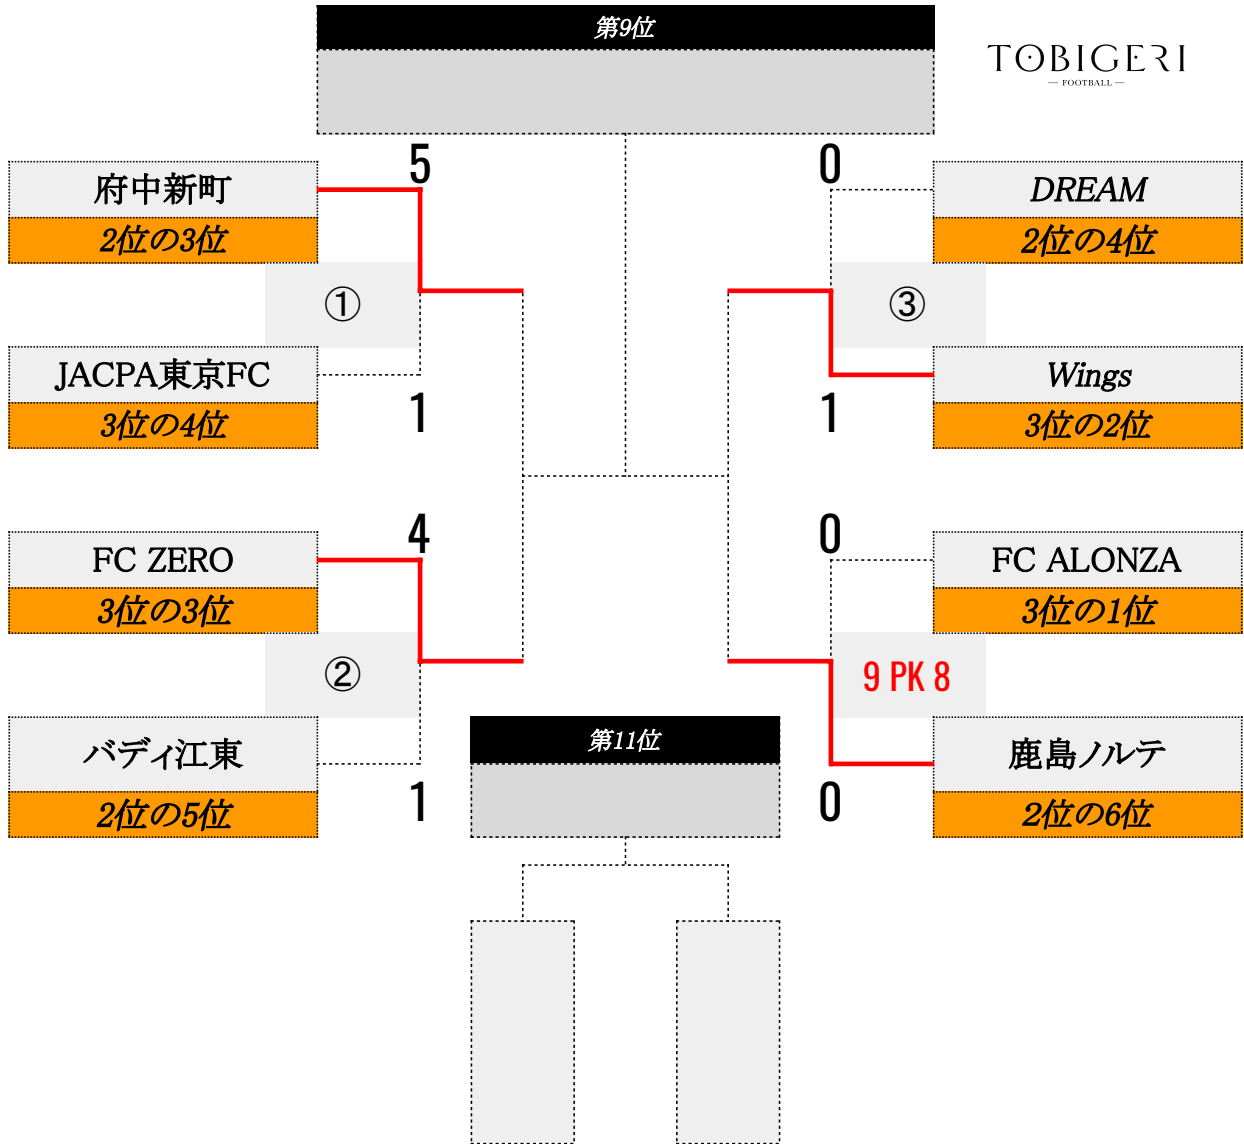 第9位
TOBIGERI
— FOOTBALL —
5
0
府中新町
2位の3位
DREAM
2位の4位
①
③
JACPA東京FC
3位の4位
Wings
3位の2位
1
1
4
0
FC ZERO
3位の3位
FC ALONZA
3位の1位
②
9 PK 8
バディ江東
2位の5位
第11位
鹿島ノルテ
2位の6位
1
0